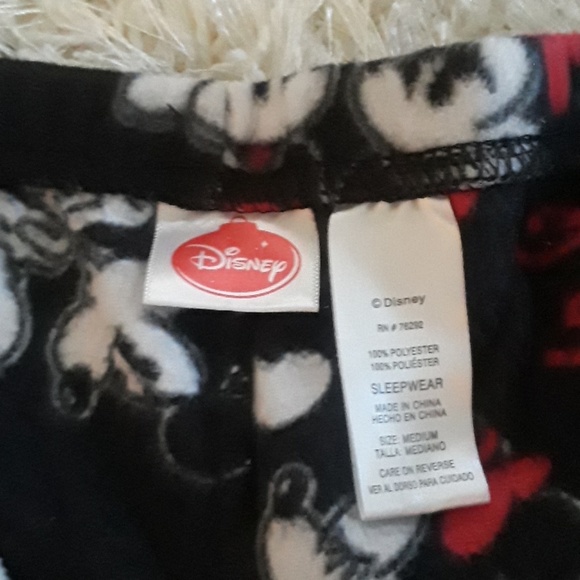 Disney
© Disney
RN # 76292
100% POLYESTER
100% POLIÉSTER
SLEEPWEAR
MADE IN CHINA
HECHO EN CHINA
SIZE: MEDIUM
TALLA: MEDIANO
CARE ON REVERSE
VER AL DORSO PARA CUIDADO